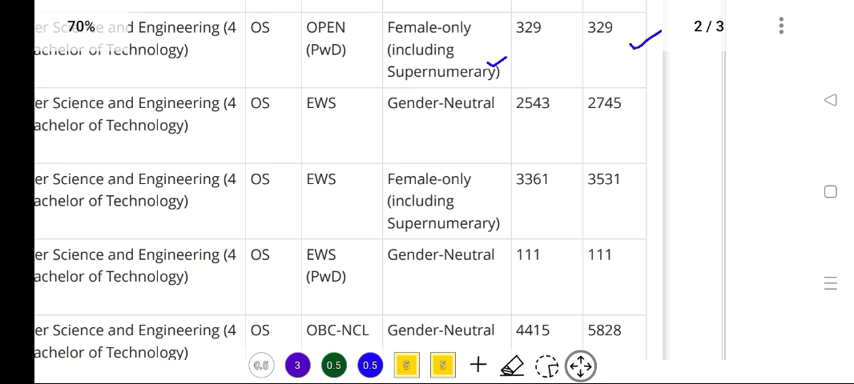 er Science and Engineering (4 OS OPEN Female-only 329 329
achelor of Technology) (PwD) (including
Supernumerary)
70%
2 / 3
er Science and Engineering (4 OS EWS Gender-Neutral 2543 2745
achelor of Technology)
er Science and Engineering (4 OS EWS Female-only 3361 3531
achelor of Technology) (including
Supernumerary)
er Science and Engineering (4 OS EWS Gender-Neutral 111 111
achelor of Technology) (PwD)
er Science and Engineering (4 OS OBC-NCL Gender-Neutral 4415 5828
achelor of Technology)
0.5 3 0.5 0.5 5 5